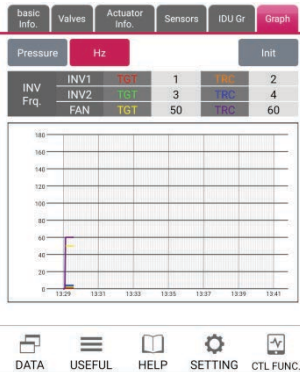 basic Info. Valves Actuator Info. Sensors IDU Gr Graph
Pressure Hz Init
INV Frq.
INV1 TGT 1 TRC 2
INV2 TGT 3 TRC 4
FAN TGT 50 TRC 60
180
160
140
120
100
80
60
40
20
0
13:29 13:31 13:33 13:35 13:37 13:39 13:41
DATA USEFUL HELP SETTING CTL FUNC.